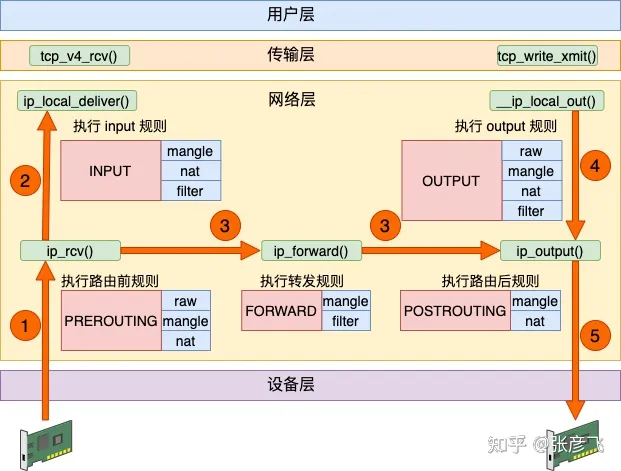 用户层
tcp_v4_rcv()
传输层
tcp_write_xmit()
ip_local_deliver()
网络层
__ip_local_out()
执行 input 规则
INPUT
mangle
nat
filter
执行 output 规则
OUTPUT
raw
mangle
nat
filter
2
4
ip_rcv()
3
ip_forward()
3
ip_output()
执行路由前规则
PREROUTING
raw
mangle
nat
执行转发规则
FORWARD
mangle
filter
执行路由后规则
POSTROUTING
mangle
nat
1
5
设备层
知乎 @张彦飞